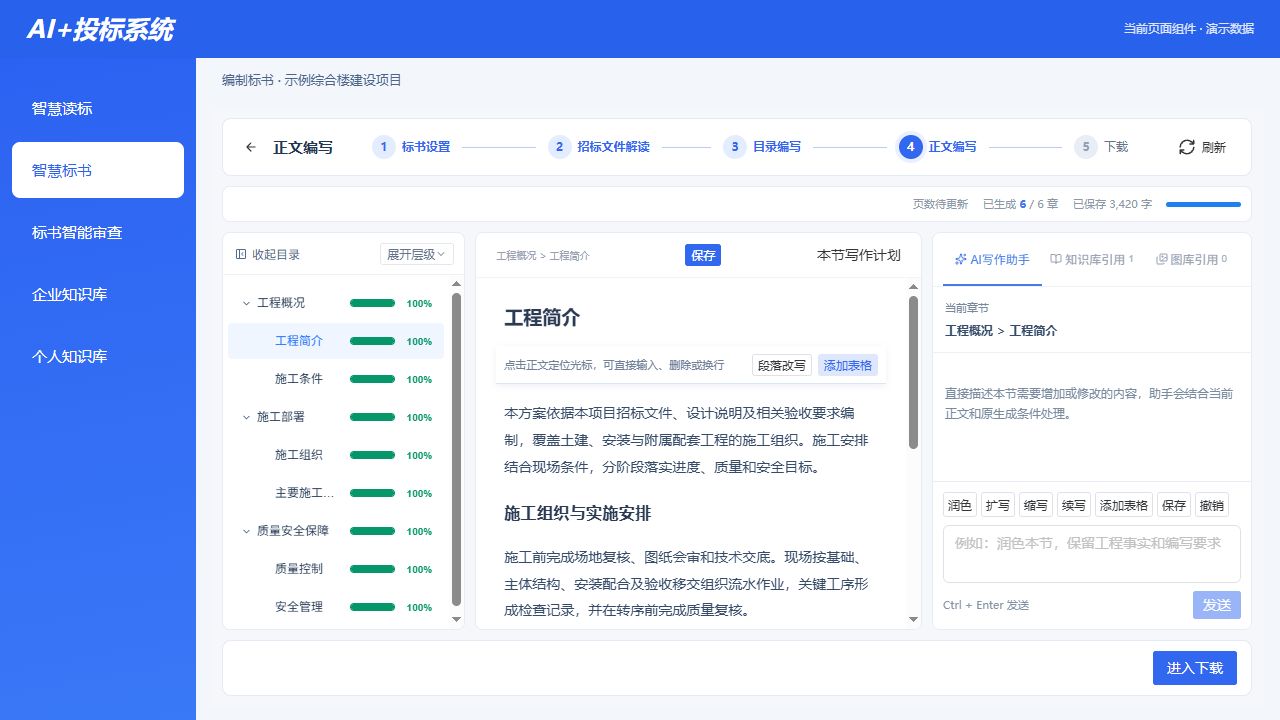 AI+投标系统
当前页面组件 · 演示数据
智慧读标
智慧标书
标书智能审查
企业知识库
个人知识库
编制标书 · 示例综合楼建设项目
正文编写
1 标书设置
2 招标文件解读
3 目录编写
4 正文编写
5 下载
刷新
页数待更新 已生成 6 / 6 章 已保存 3,420 字
收起目录
展开层级
工程概况 100%
工程简介 100%
施工条件 100%
施工部署 100%
施工组织 100%
主要施工... 100%
质量安全保障 100%
质量控制 100%
安全管理 100%
工程概况 > 工程简介
保存
本节写作计划
工程简介
点击正文定位光标，可直接输入、删除或换行
段落改写
添加表格
本方案依据本项目招标文件、设计说明及相关验收要求编
制，覆盖土建、安装与附属配套工程的施工组织。施工安排
结合现场条件，分阶段落实进度、质量和安全目标。
施工组织与实施安排
施工前完成场地复核、图纸会审和技术交底。现场按基础、
主体结构、安装配合及验收移交组织流水作业，关键工序形
成检查记录，并在转序前完成质量复核。
AI写作助手
知识库引用 1
图库引用 0
当前章节
工程概况 > 工程简介
直接描述本节需要增加或修改的内容，助手会结合当前
正文和原生成条件处理。
润色 扩写 缩写 续写 添加表格 保存 撤销
例如：润色本节，保留工程事实和编写要求
Ctrl + Enter 发送
发送
进入下载